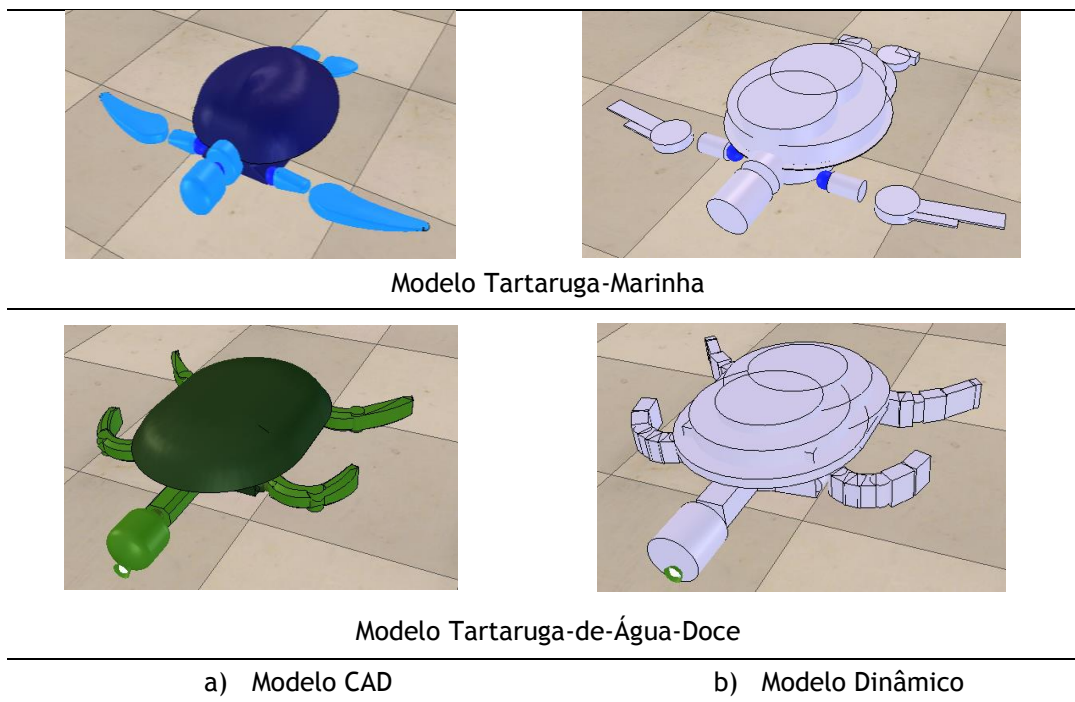 Modelo Tartaruga-Marinha
Modelo Tartaruga-de-Água-Doce
a) Modelo CAD
b) Modelo Dinâmico